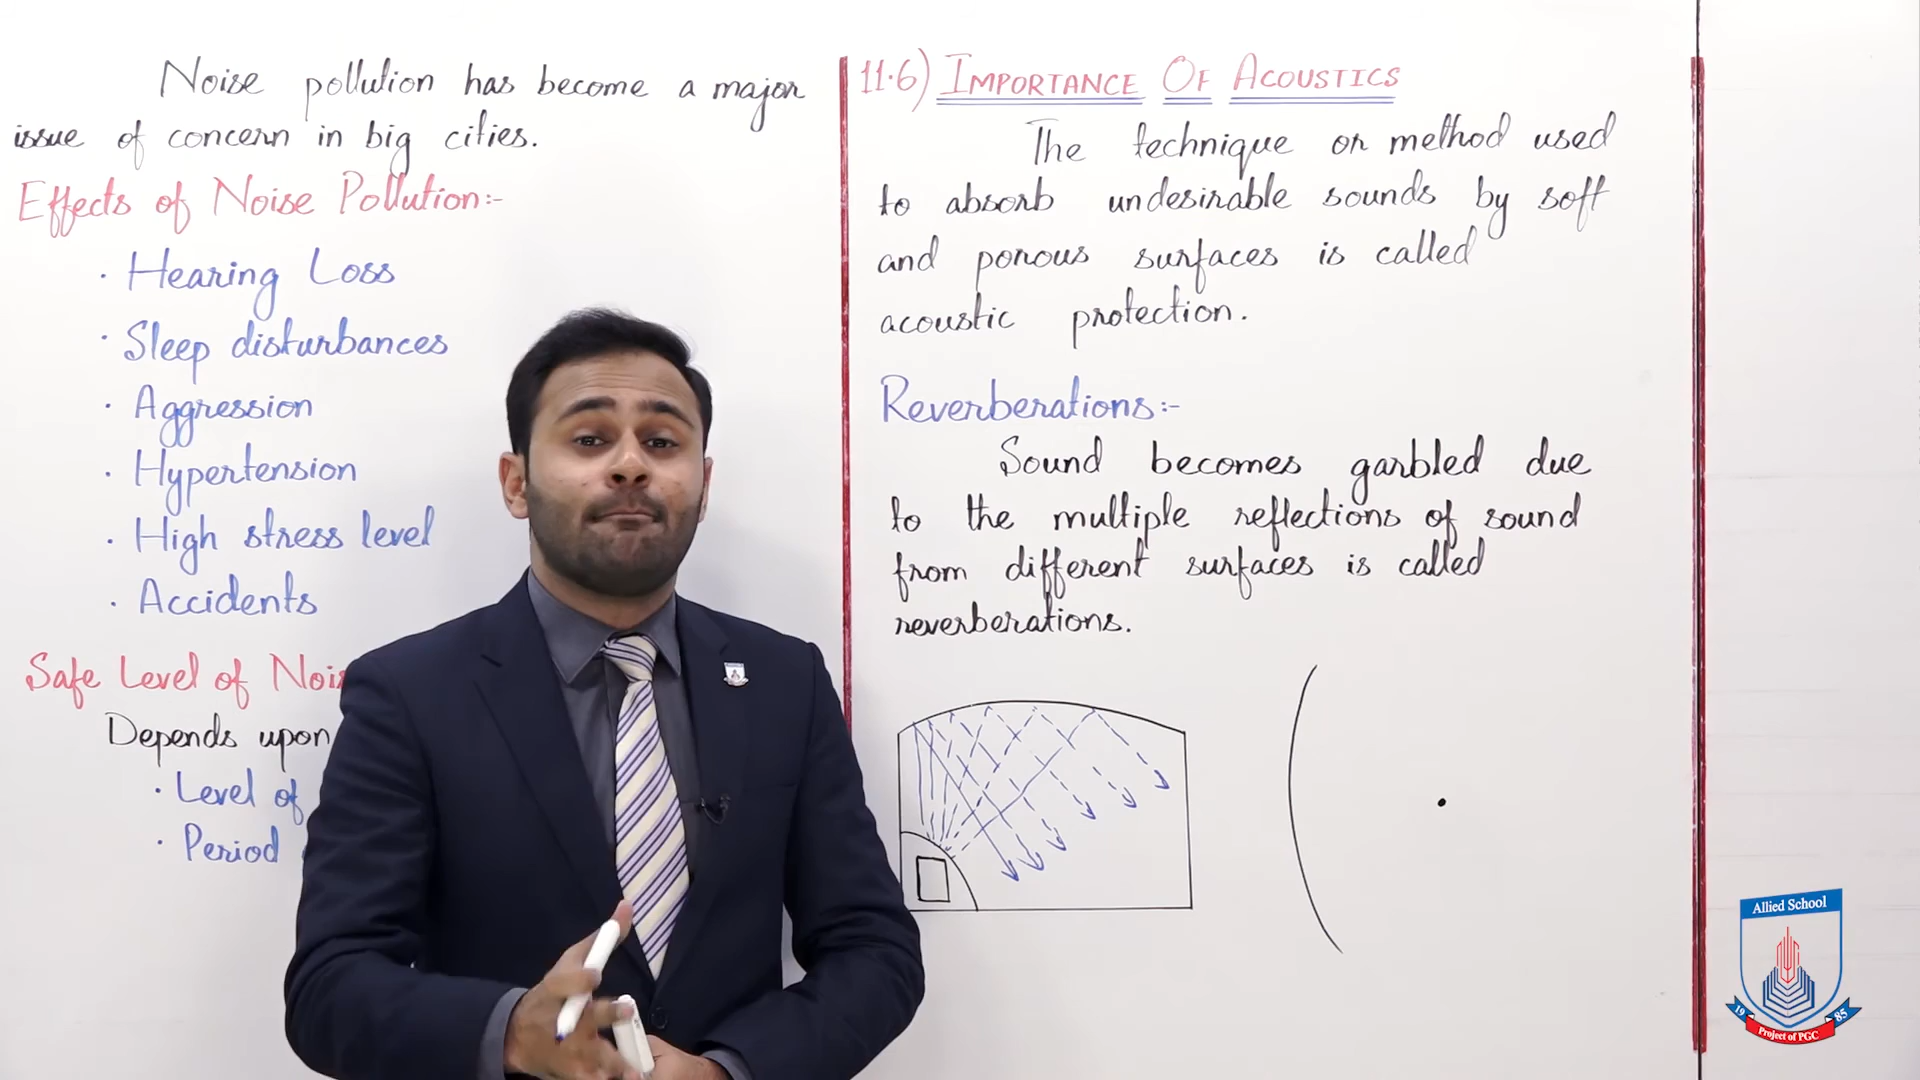 Noise pollution has become a major
issue of concern in big cities.
Effects of Noise Pollution:-
· Hearing Loss
· Sleep disturbances
· Aggression
· Hypertension
· High stress level
· Accidents
Safe Level of Nois
Depends upon
· Level of
· Period
11.6) IMPORTANCE OF ACOUSTICS
The technique or method used
to absorb undesirable sounds by soft
and porous surfaces is called
acoustic protection.
Reverberations:-
Sound becomes garbled due
to the multiple reflections of sound
from different surfaces is called
reverberations.
Allied School
19 85
Project of PGC